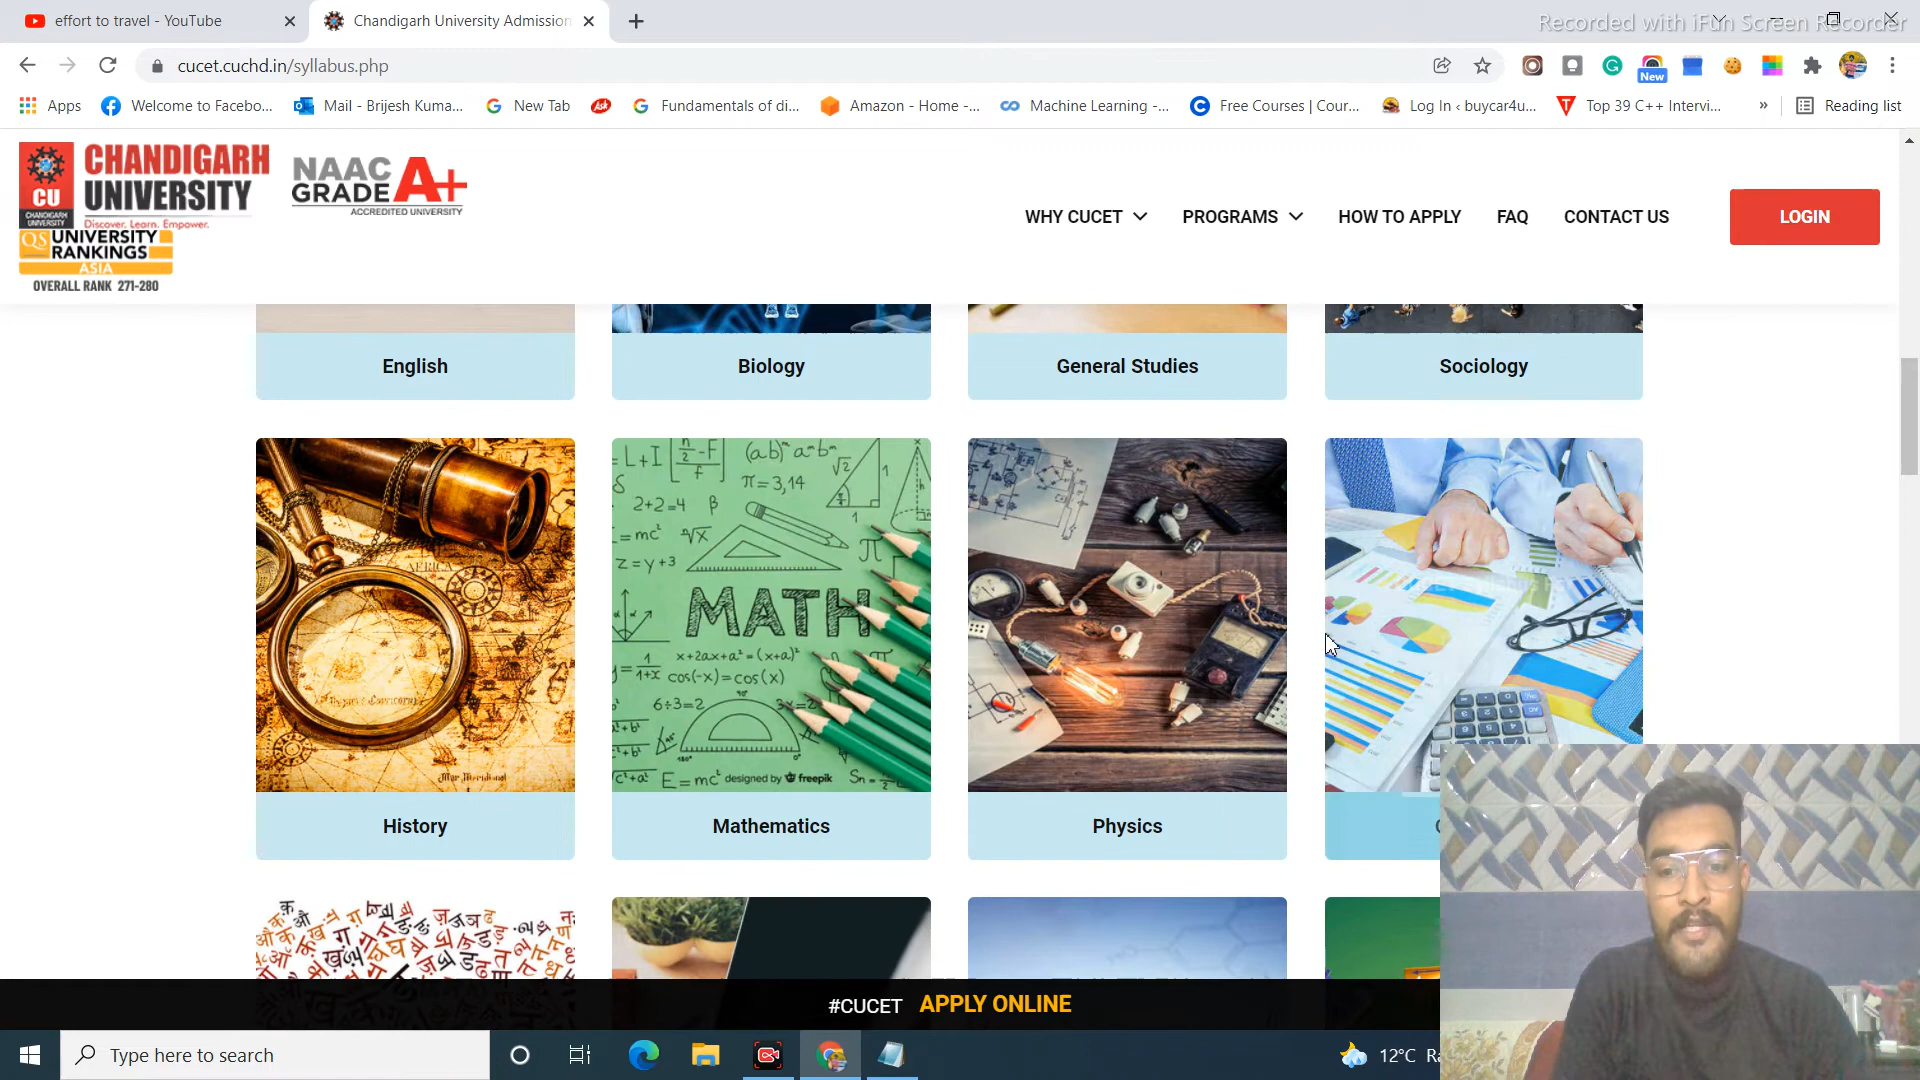 effort to travel - YouTube
Chandigarh University Admission
Recorded with iFun Screen Recorder
cucet.cuchd.in/syllabus.php
New
Apps
Welcome to Facebo...
Mail - Brijesh Kuma...
New Tab
Ask
Fundamentals of di...
Amazon - Home -...
Machine Learning -...
Free Courses | Cour...
Log In ‹ buycar4u...
Top 39 C++ Intervi...
»
Reading list
CU
CHANDIGARH
UNIVERSITY
CHANDIGARH
UNIVERSITY
Discover. Learn. Empower.
NAAC
GRADE A+
ACCREDITED UNIVERSITY
QS UNIVERSITY
RANKINGS
ASIA
OVERALL RANK 271-280
WHY CUCET
PROGRAMS
HOW TO APPLY
FAQ
CONTACT US
LOGIN
English
Biology
General Studies
Sociology
AFRICA
π=3,14
2+2=4 β
=mc²
z=y+3
MATH
x+2ax+a²=(x+a)²
cos(-x)=cos(x)
6÷3=2
E=mc² designed by freepik
History
Mathematics
Physics
#CUCET APPLY ONLINE
Type here to search
12°C